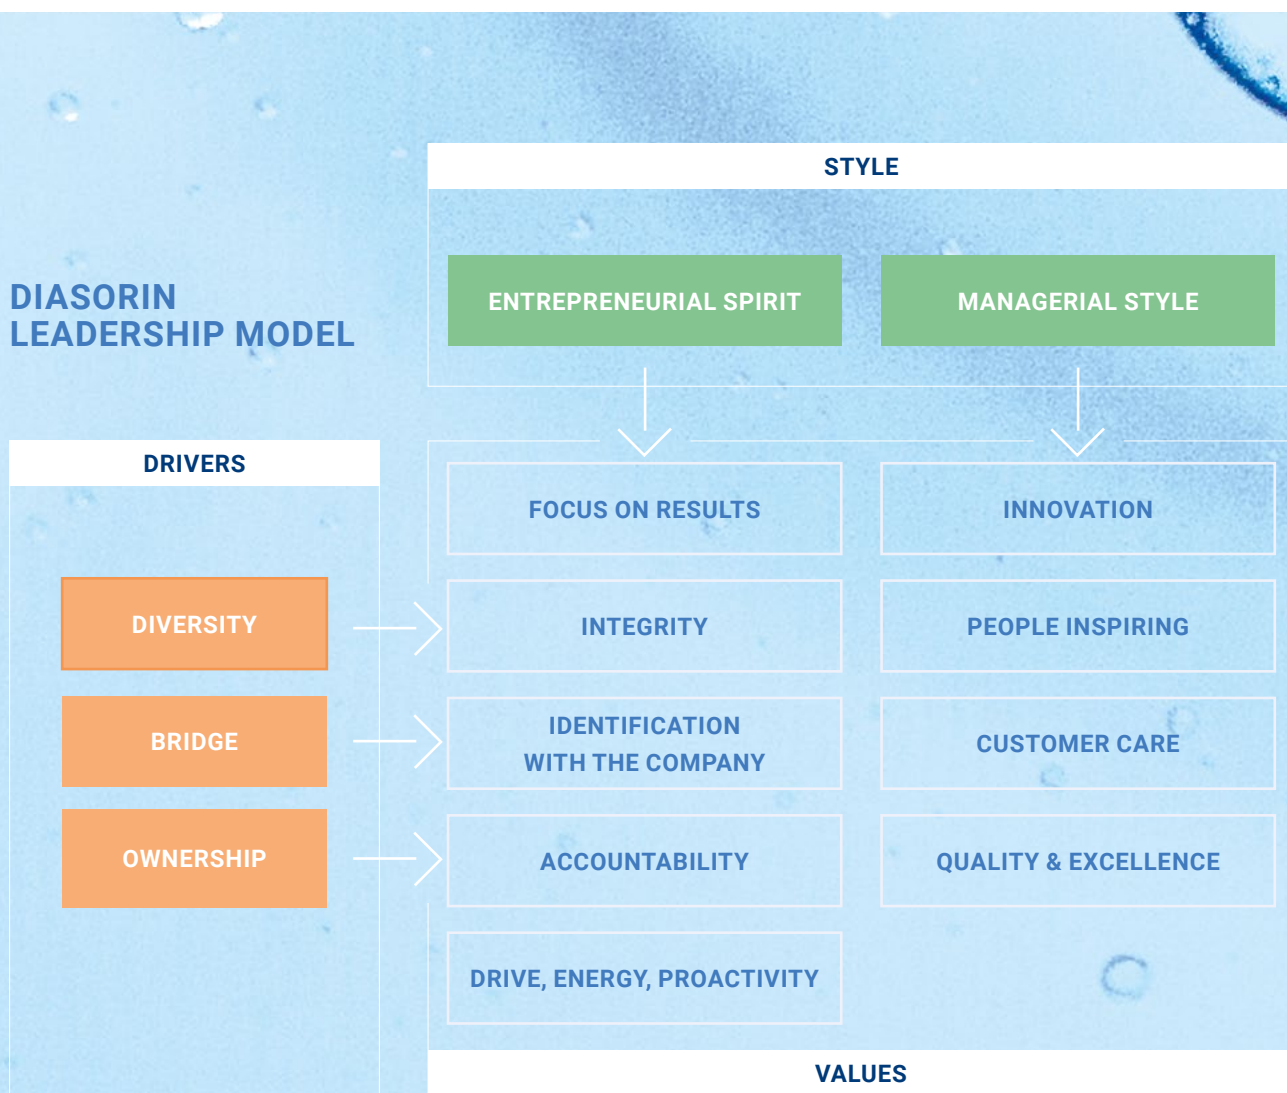 STYLE
DIASORIN
LEADERSHIP MODEL
ENTREPRENEURIAL SPIRIT
MANAGERIAL STYLE
DRIVERS
DIVERSITY
BRIDGE
OWNERSHIP
FOCUS ON RESULTS
INNOVATION
INTEGRITY
PEOPLE INSPIRING
IDENTIFICATION
WITH THE COMPANY
CUSTOMER CARE
ACCOUNTABILITY
QUALITY & EXCELLENCE
DRIVE, ENERGY, PROACTIVITY
VALUES